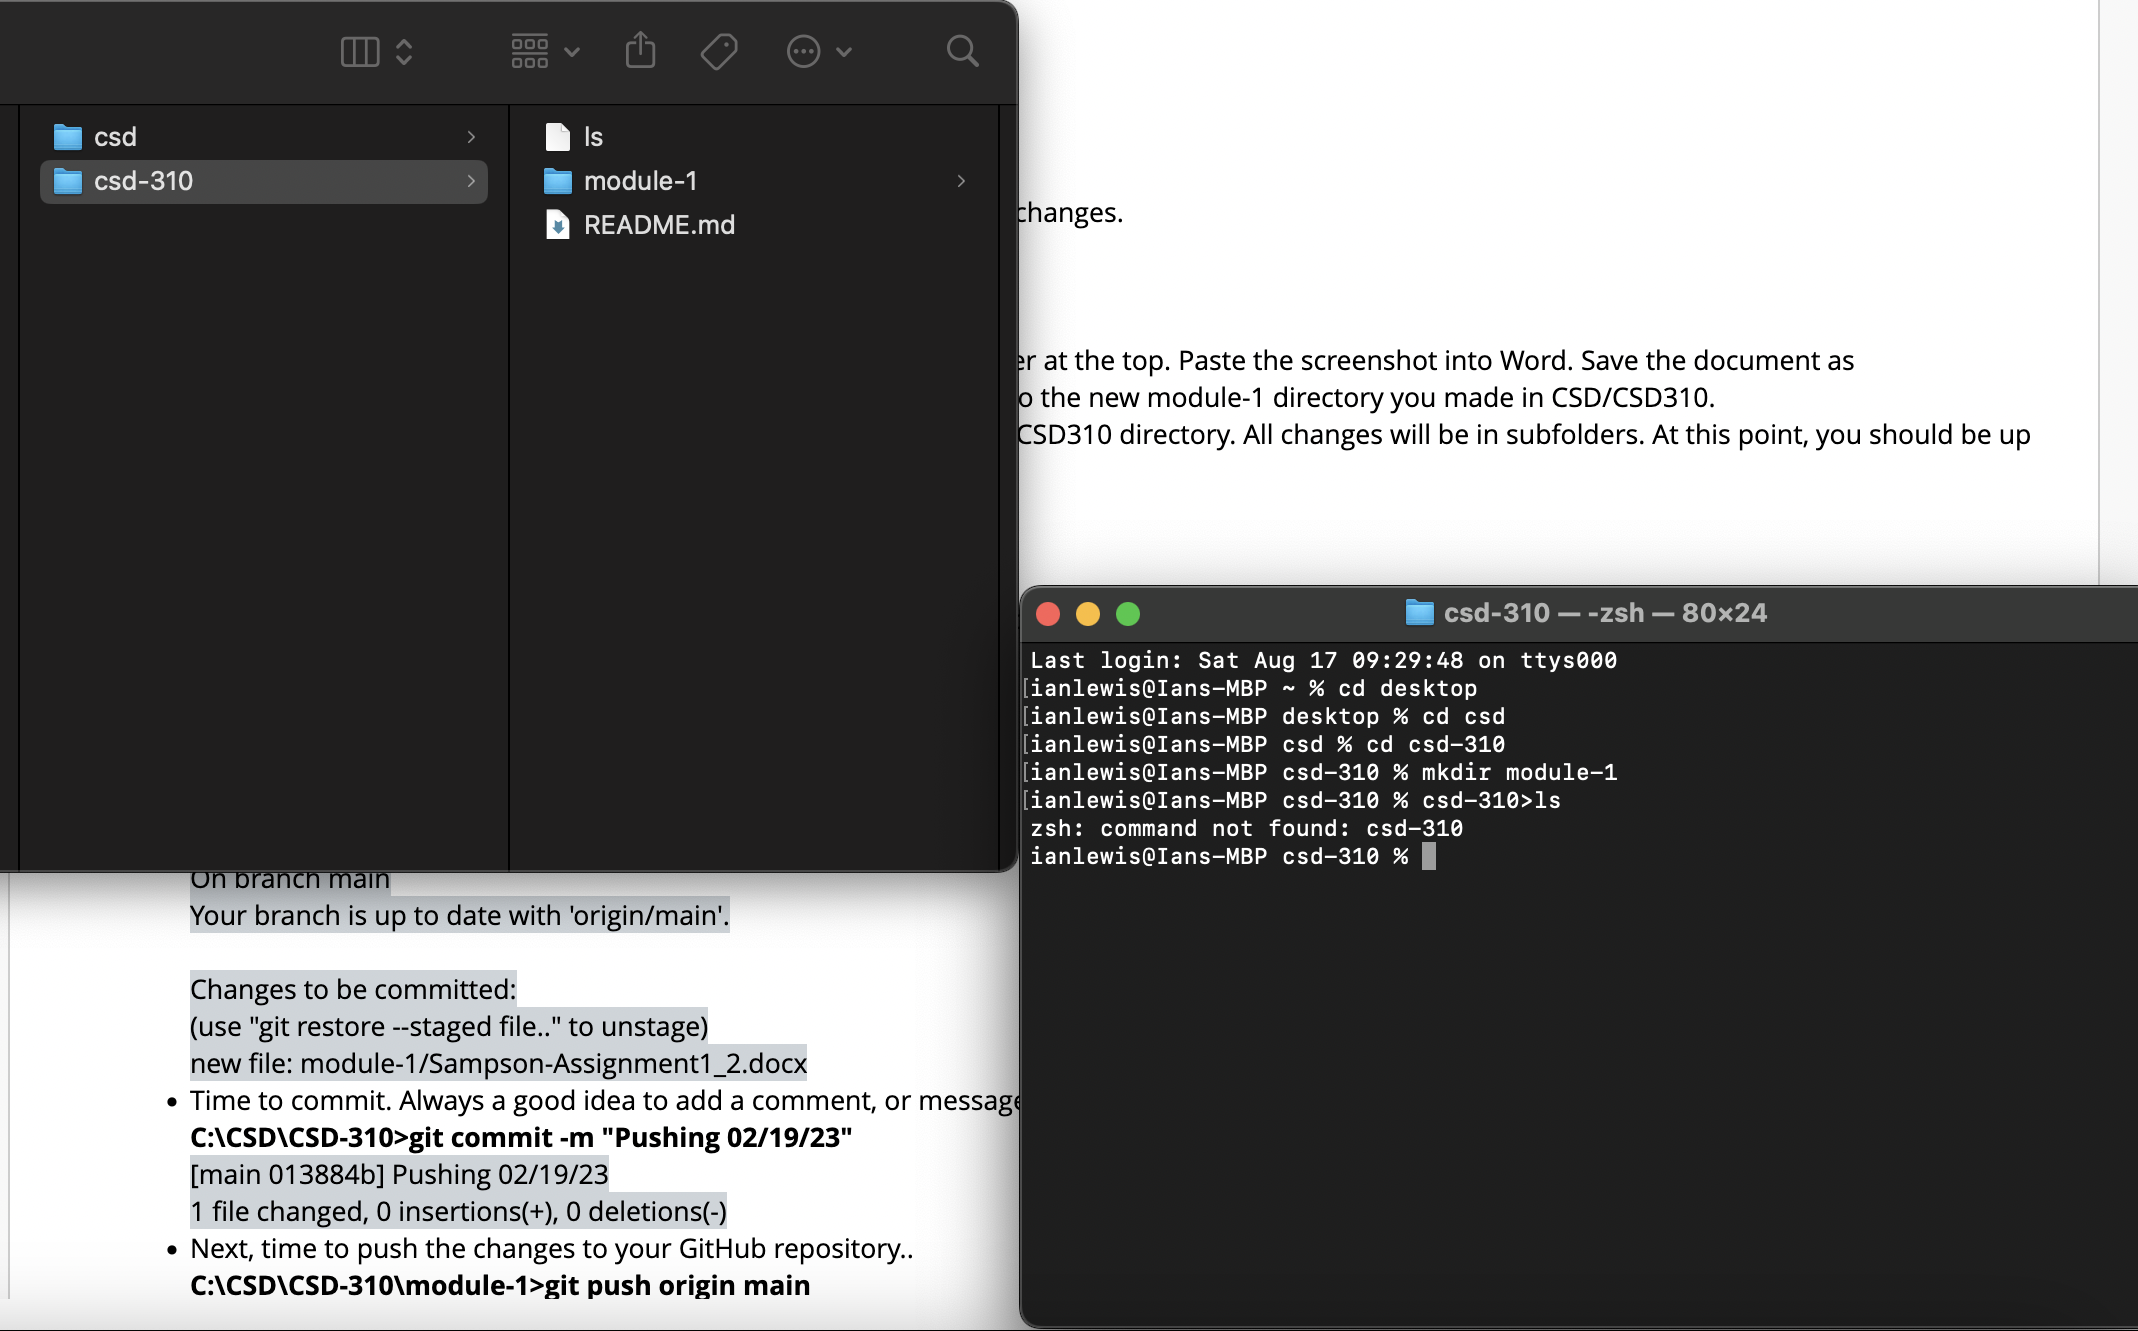 csd
csd-310
ls
module-1
README.md
changes.
er at the top. Paste the screenshot into Word. Save the document as
o the new module-1 directory you made in CSD/CSD310.
CSD310 directory. All changes will be in subfolders. At this point, you should be up
csd-310 — -zsh — 80×24
Last login: Sat Aug 17 09:29:48 on ttys000
[ianlewis@Ians-MBP ~ % cd desktop
[ianlewis@Ians-MBP desktop % cd csd
[ianlewis@Ians-MBP csd % cd csd-310
[ianlewis@Ians-MBP csd-310 % mkdir module-1
[ianlewis@Ians-MBP csd-310 % csd-310>ls
zsh: command not found: csd-310
ianlewis@Ians-MBP csd-310 %
On branch main
Your branch is up to date with 'origin/main'.
Changes to be committed:
(use "git restore --staged file.." to unstage)
new file: module-1/Sampson-Assignment1_2.docx
• Time to commit. Always a good idea to add a comment, or message
C:\CSD\CSD-310>git commit -m "Pushing 02/19/23"
[main 013884b] Pushing 02/19/23
1 file changed, 0 insertions(+), 0 deletions(-)
• Next, time to push the changes to your GitHub repository..
C:\CSD\CSD-310\module-1>git push origin main